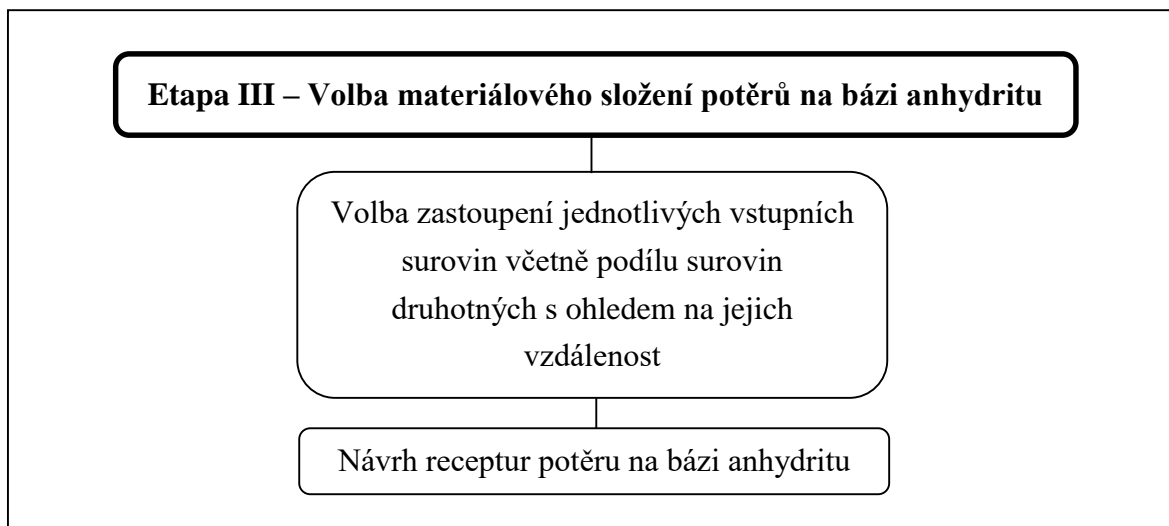 Etapa III – Volba materiálového složení potěrů na bázi anhydritu
Volba zastoupení jednotlivých vstupních
surovin včetně podílu surovin
druhotných s ohledem na jejich
vzdálenost
Návrh receptur potěru na bázi anhydritu